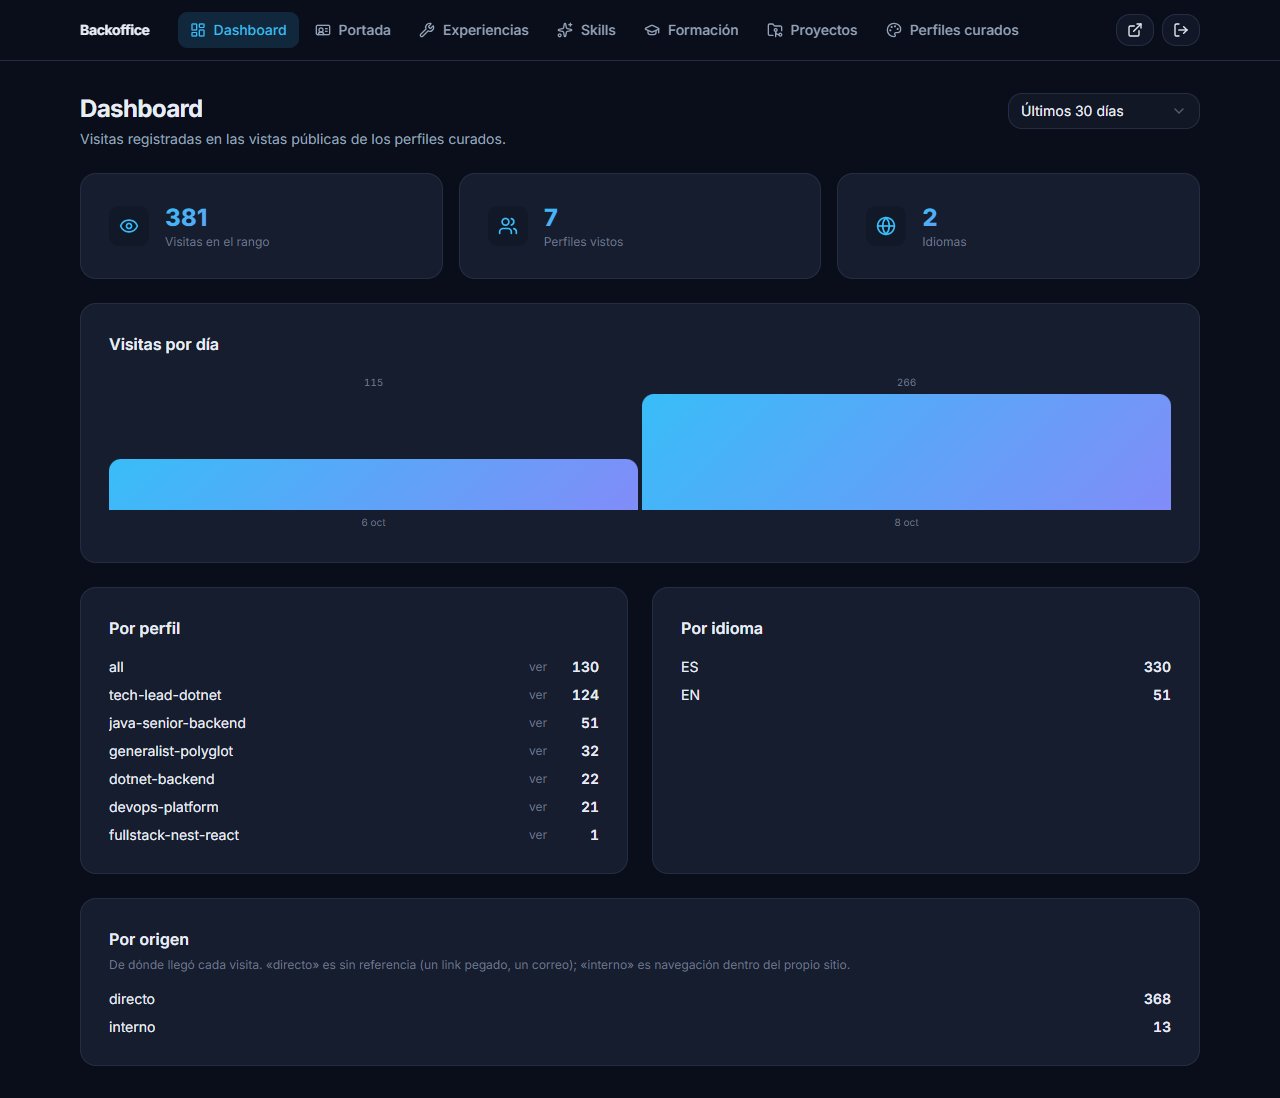 Backoffice Dashboard Portada Experiencias Skills Formación Proyectos Perfiles curados
Dashboard
Últimos 30 días
Visitas registradas en las vistas públicas de los perfiles curados.
381
Visitas en el rango
7
Perfiles vistos
2
Idiomas
Visitas por día
115 266
6 oct 8 oct
Por perfil
all ver 130
tech-lead-dotnet ver 124
java-senior-backend ver 51
generalist-polyglot ver 32
dotnet-backend ver 22
devops-platform ver 21
fullstack-nest-react ver 1
Por idioma
ES 330
EN 51
Por origen
De dónde llegó cada visita. «directo» es sin referencia (un link pegado, un correo); «interno» es navegación dentro del propio sitio.
directo 368
interno 13